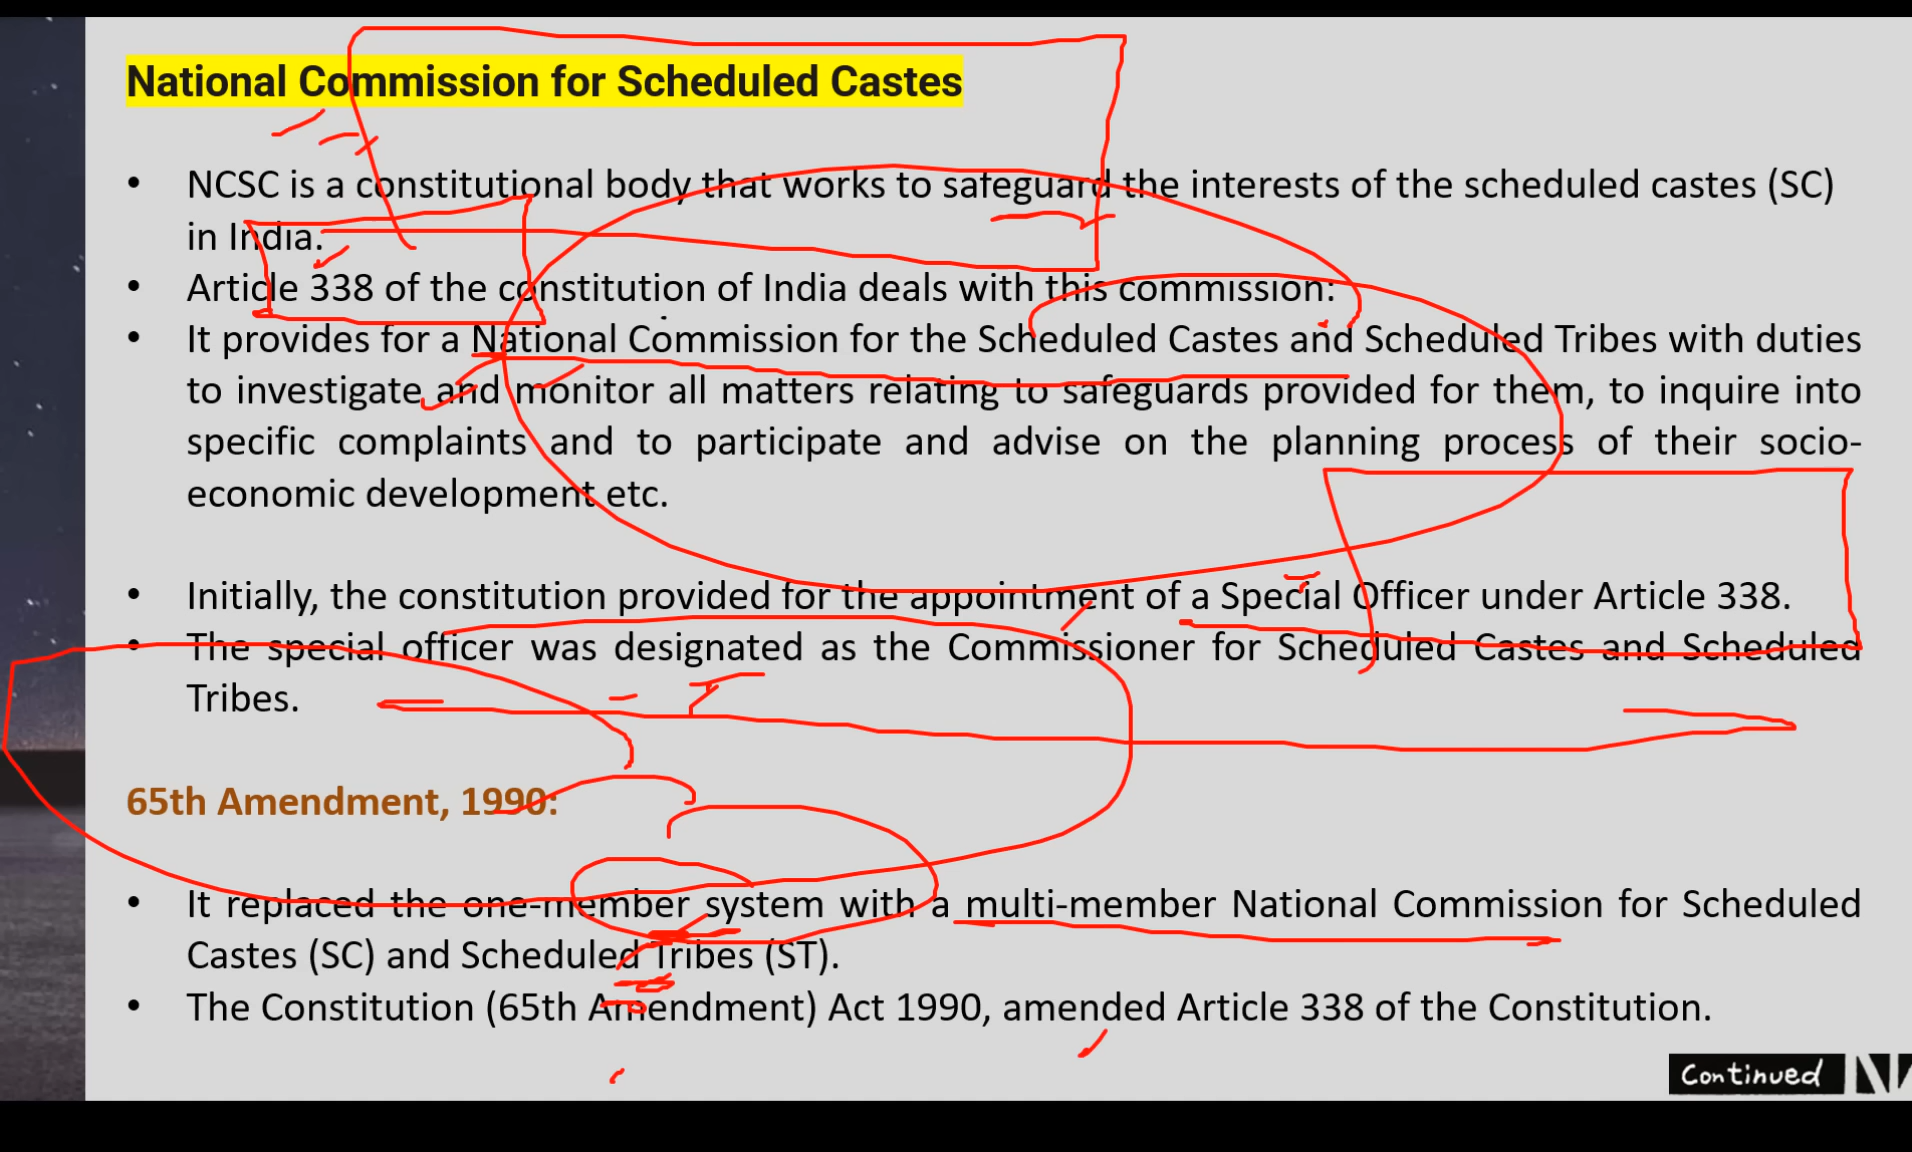 National Commission for Scheduled Castes
• NCSC is a constitutional body that works to safeguard the interests of the scheduled castes (SC)
in India.
• Article 338 of the constitution of India deals with this commission:
• It provides for a National Commission for the Scheduled Castes and Scheduled Tribes with duties
to investigate and monitor all matters relating to safeguards provided for them, to inquire into
specific complaints and to participate and advise on the planning process of their socio-
economic development etc.
• Initially, the constitution provided for the appointment of a Special Officer under Article 338.
• The special officer was designated as the Commissioner for Scheduled Castes and Scheduled
Tribes.
65th Amendment, 1990:
• It replaced the one-member system with a multi-member National Commission for Scheduled
Castes (SC) and Scheduled Tribes (ST).
• The Constitution (65th Amendment) Act 1990, amended Article 338 of the Constitution.
Continued